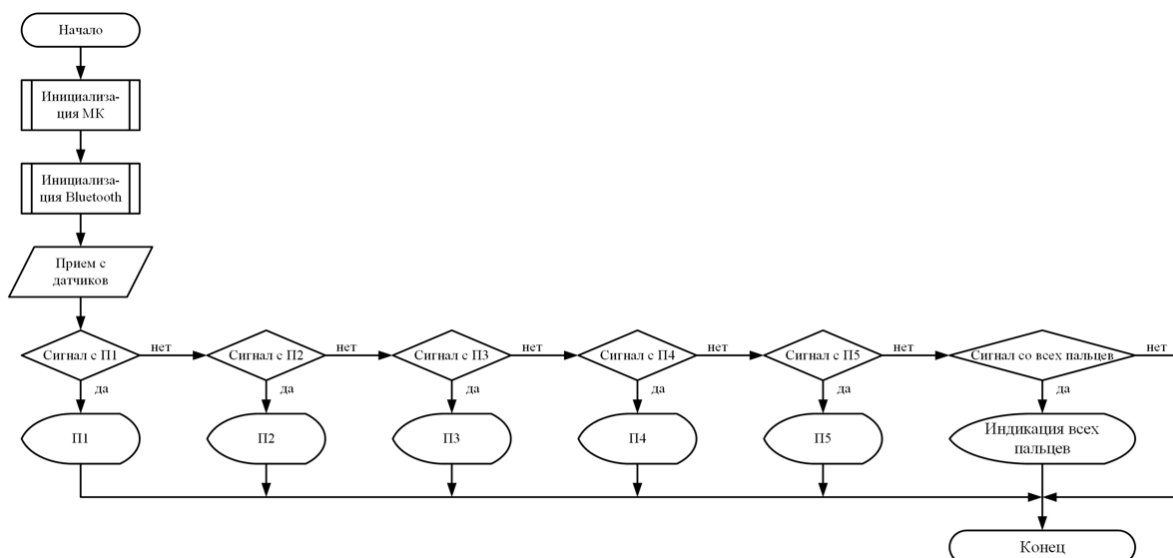 Начало
Инициализа-
ция МК
Инициализа-
ция Bluetooth
Прием с
датчиков
Сигнал с П1
нет
Сигнал с П2
нет
Сигнал с П3
нет
Сигнал с П4
нет
Сигнал с П5
нет
Сигнал со всех пальцев
нет
да
да
да
да
да
да
П1
П2
П3
П4
П5
Индикация всех
пальцев
Конец